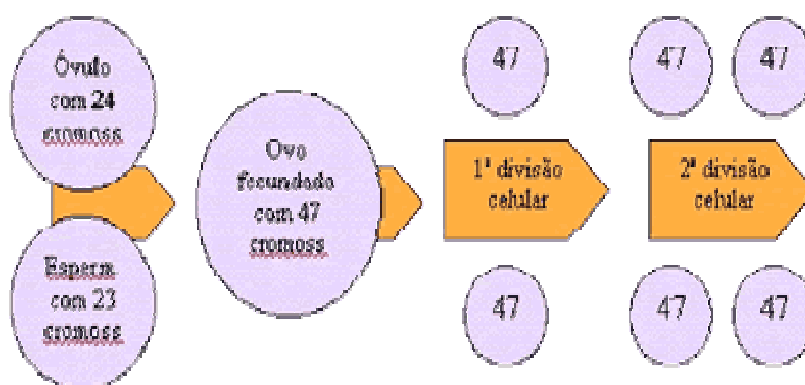 Óvulo
com 24
cromoss
Esperm
com 23
cromoss
Ovo
fecundado
com 47
cromoss
47
1ª divisão
celular
47
47 47
2ª divisão
celular
47 47